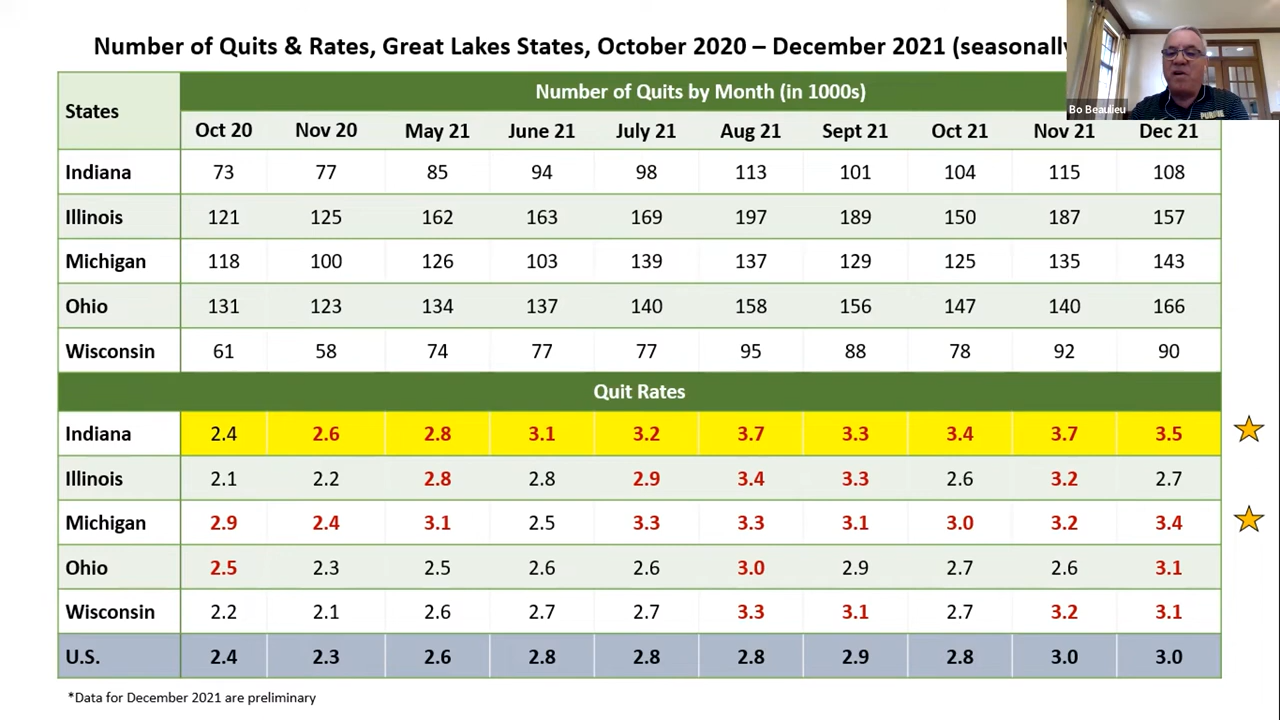 Number of Quits & Rates, Great Lakes States, October 2020 – December 2021 (seasonally
Bo Beaulieu
States
Number of Quits by Month (in 1000s)
Oct 20 Nov 20 May 21 June 21 July 21 Aug 21 Sept 21 Oct 21 Nov 21 Dec 21
Indiana 73 77 85 94 98 113 101 104 115 108
Illinois 121 125 162 163 169 197 189 150 187 157
Michigan 118 100 126 103 139 137 129 125 135 143
Ohio 131 123 134 137 140 158 156 147 140 166
Wisconsin 61 58 74 77 77 95 88 78 92 90
Quit Rates
Indiana 2.4 2.6 2.8 3.1 3.2 3.7 3.3 3.4 3.7 3.5
Illinois 2.1 2.2 2.8 2.8 2.9 3.4 3.3 2.6 3.2 2.7
Michigan 2.9 2.4 3.1 2.5 3.3 3.3 3.1 3.0 3.2 3.4
Ohio 2.5 2.3 2.5 2.6 2.6 3.0 2.9 2.7 2.6 3.1
Wisconsin 2.2 2.1 2.6 2.7 2.7 3.3 3.1 2.7 3.2 3.1
U.S. 2.4 2.3 2.6 2.8 2.8 2.8 2.9 2.8 3.0 3.0
*Data for December 2021 are preliminary